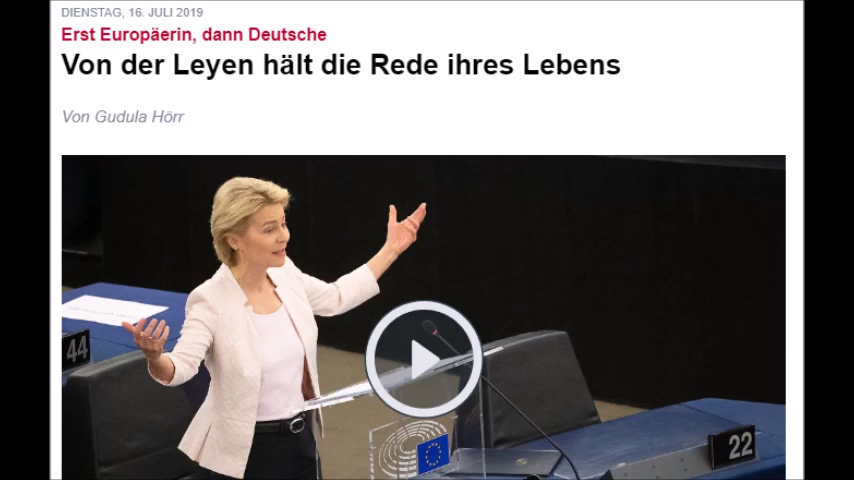 DIENSTAG, 16. JULI 2019
Erst Europäerin, dann Deutsche
Von der Leyen hält die Rede ihres Lebens
Von Gudula Hörr
44
22